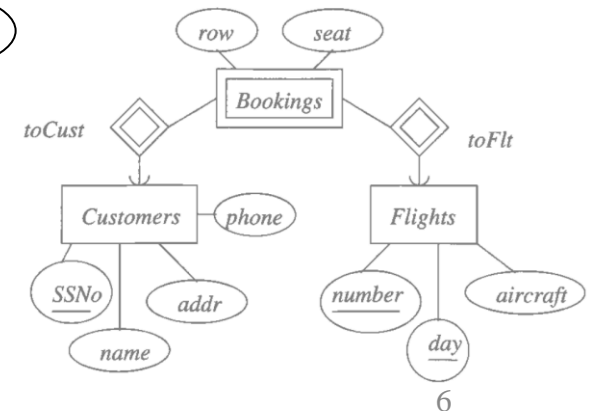 row
seat
Bookings
toCust
toFlt
Customers
phone
Flights
SSNo
addr
number
aircraft
name
day
6